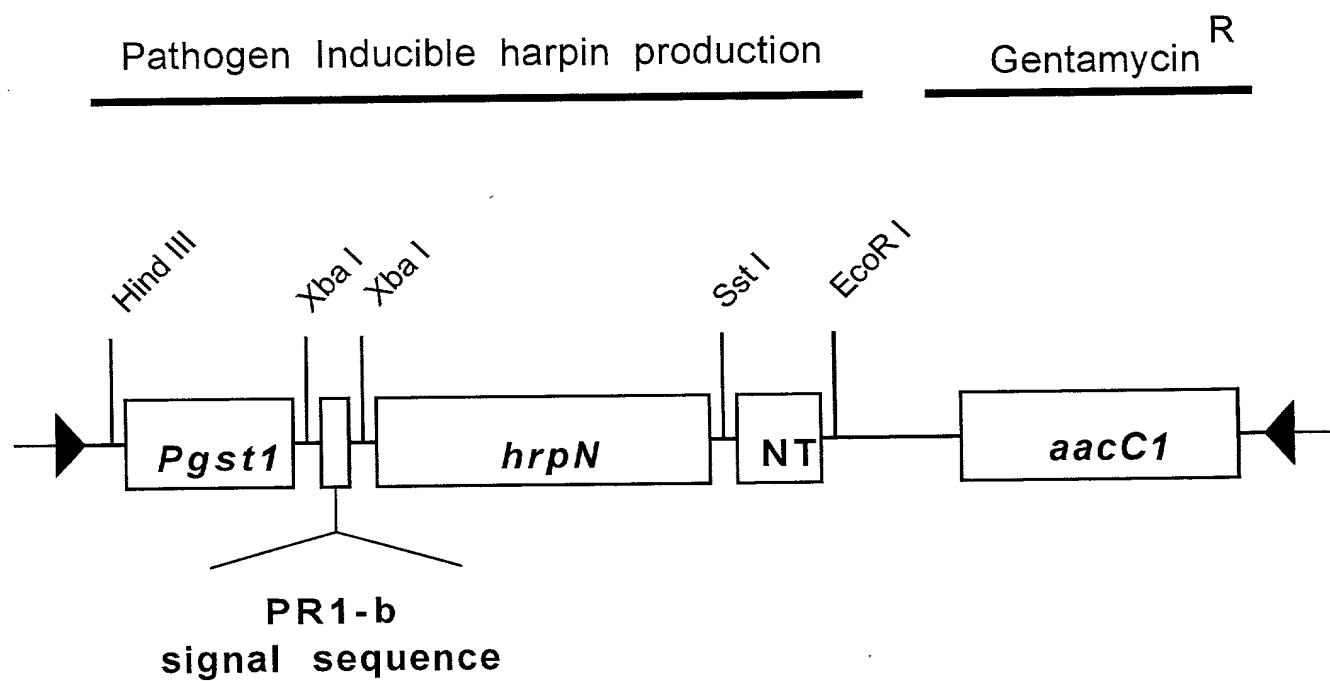 Pathogen Inducible harpin production
Gentamycin R
Hind III
Xba I
Xba I
Sst I
EcoR I
Pgst1
hrpN
NT
aacC1
PR1-b
signal sequence